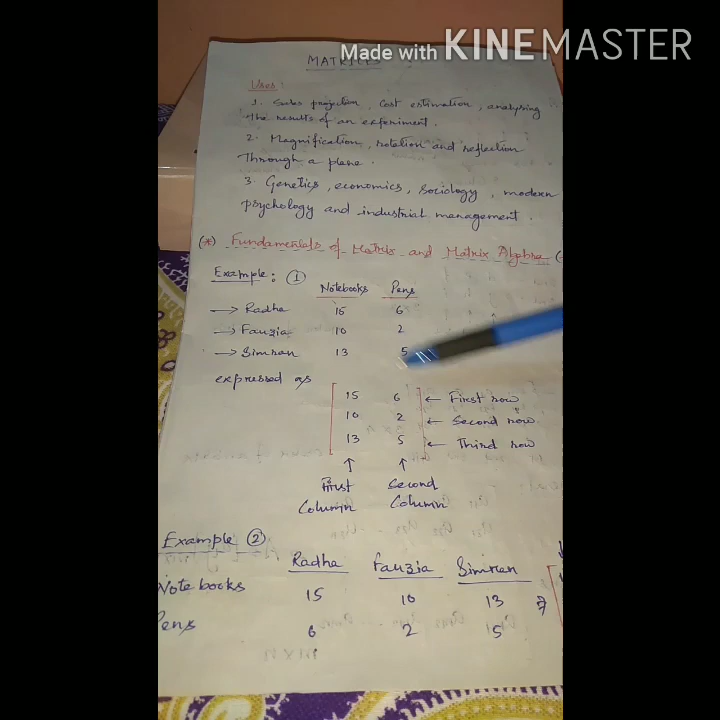 Made with KINEMASTER
MATRICES
Uses:
1. Sales projection, Cost estimation, analysing
the results of an experiment.
2. Magnification, rotation and reflection
Through a plane.
3. Genetics, economics, Sociology, modern
psychology and industrial management.
(*) Fundamentals of Matrix and Matrix Algebra (
Example: ①
Notebooks Pens
→ Radha 15 6
→ Fauzia 10 2
→ Simran 13 5
expressed as
15 6 ← First row
10 2 ← Second row
13 5 ← Third row
↑ ↑
First Second
Column Column
Example ②
Radha Fauzia Simran
Notebooks 15 10 13
Pens 6 2 5